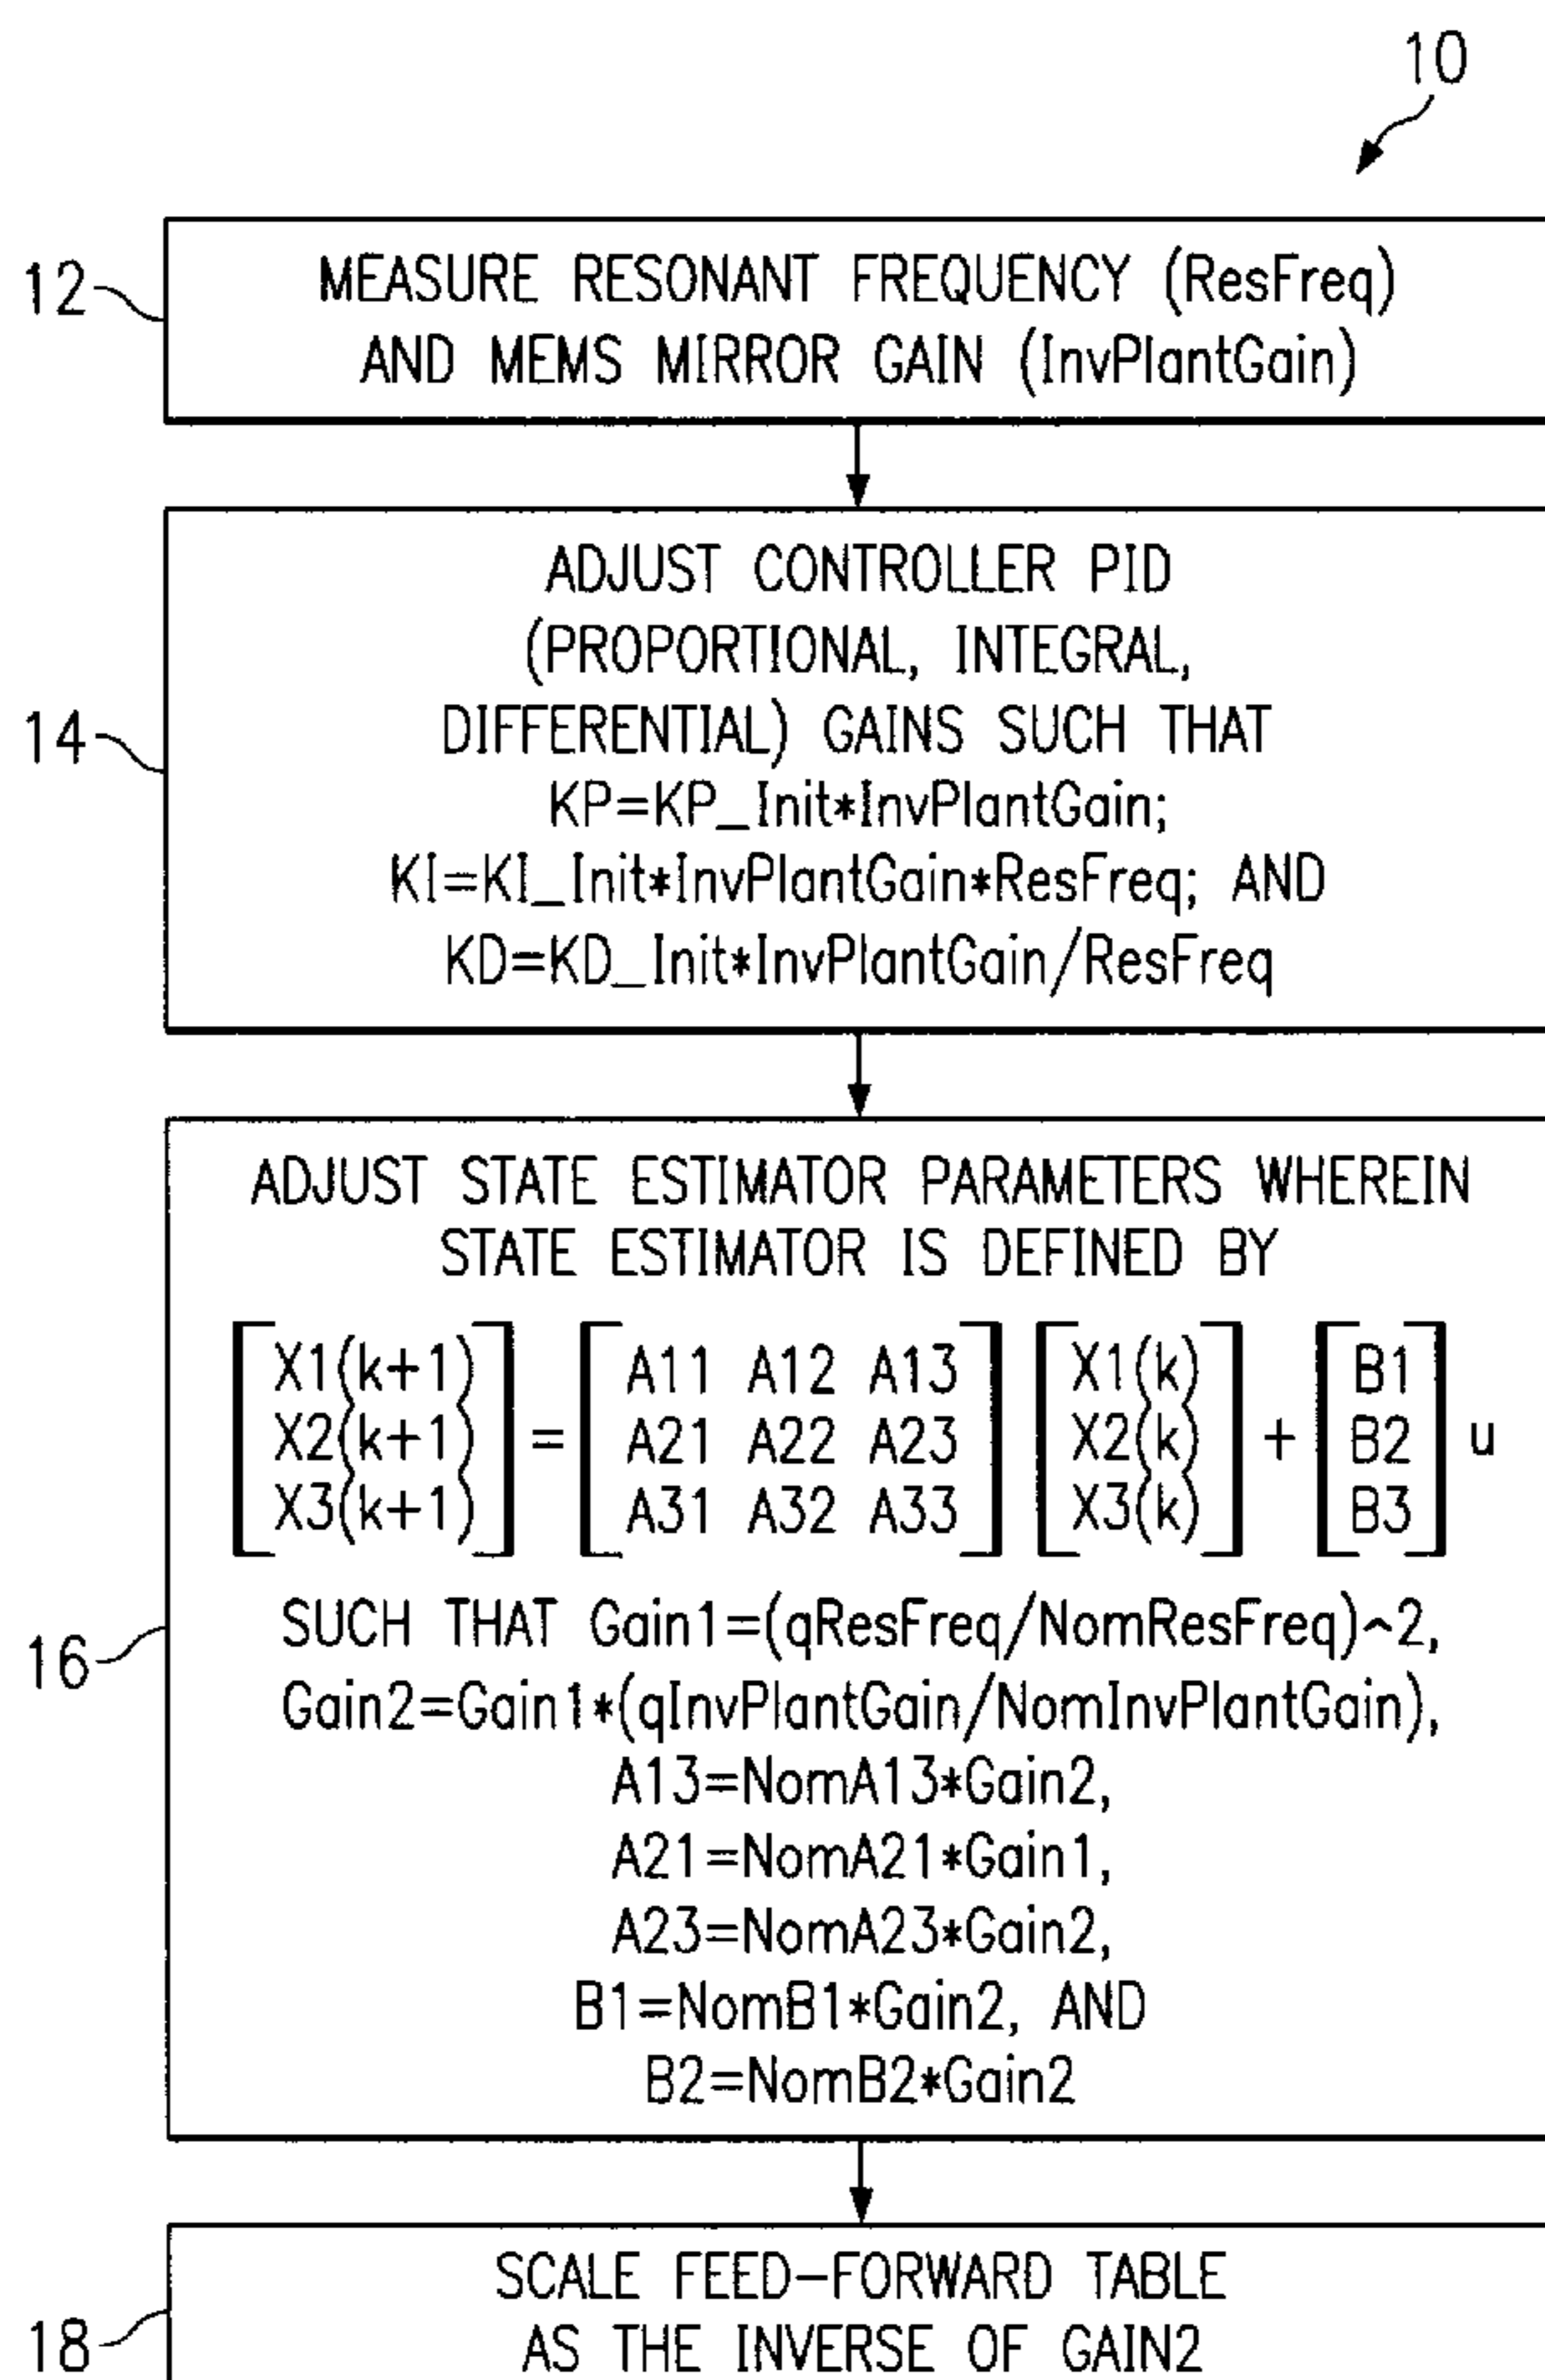 10
12
MEASURE RESONANT FREQUENCY (ResFreq)
AND MEMS MIRROR GAIN (InvPlantGain)
14
ADJUST CONTROLLER PID
(PROPORTIONAL, INTEGRAL,
DIFFERENTIAL) GAINS SUCH THAT
KP=KP_Init*InvPlantGain;
KI=KI_Init*InvPlantGain*ResFreq; AND
KD=KD_Init*InvPlantGain/ResFreq
16
ADJUST STATE ESTIMATOR PARAMETERS WHEREIN
STATE ESTIMATOR IS DEFINED BY
X1(k+1) A11 A12 A13 X1(k) B1
X2(k+1) = A21 A22 A23 X2(k) + B2 u
X3(k+1) A31 A32 A33 X3(k) B3
SUCH THAT Gain1=(qResFreq/NomResFreq)^2,
Gain2=Gain1*(qInvPlantGain/NomInvPlantGain),
A13=NomA13*Gain2,
A21=NomA21*Gain1,
A23=NomA23*Gain2,
B1=NomB1*Gain2, AND
B2=NomB2*Gain2
18
SCALE FEED-FORWARD TABLE
AS THE INVERSE OF GAIN2